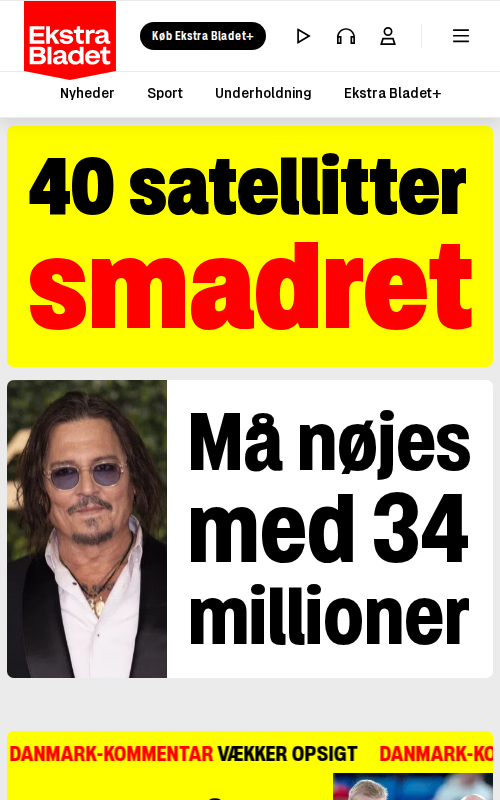 Ekstra
Bladet
Køb Ekstra Bladet+
Nyheder Sport Underholdning Ekstra Bladet+
40 satellitter
smadret
Må nøjes
med 34
millioner
DANMARK-KOMMENTAR VÆKKER OPSIGT DANMARK-KO